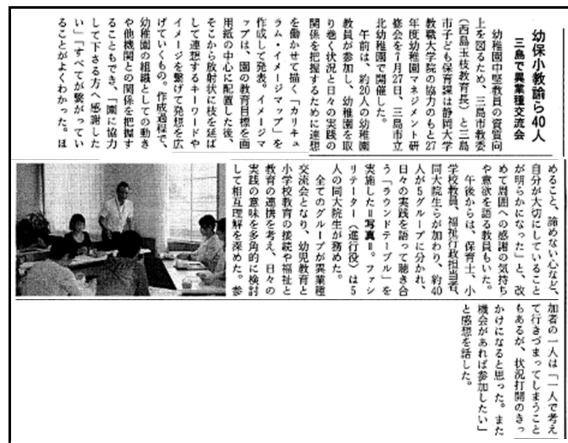 幼保小教諭ら40人
三島で異業種交流会
幼稚園中堅教員の資質向
上を図るため、三島市教委
（西島玉枝教育長）と三島
市子ども保育課は静岡大学
教職大学院の協力のもと27
年度幼稚園マネジメント研
修会を7月27日、三島市立
北幼稚園で開催した。
午前は、約20人の幼稚園
教員が参加し、幼稚園を取
り巻く状況と日々の実践の
関係を把握するために連想
を働かせて描く「カリキュ
ラム・イメージマップ」を
作成して発表。イメージマ
ップは、園の教育目標を画
用紙の中心に配置した後、
そこから放射状に枝を延ば
して連想するキーワードや
イメージを繋げて発想を広
げていくもの。作成過程で、
幼稚園の組織としての動き
や他機関との関係を把握す
ることもでき、「園に協力
して下さる方へ感謝した
い」「すべてが繋がってい
ることがよくわかった。ほ
めること、諦めない心など、
自分が大切にしていること
が明らかになった」と、改
めて周囲への感謝の気持ち
や意欲を語る教員もいた。
午後からは、保育士、小
学校教員、福祉行政担当者、
同大院生らが加わり、約40
人が5グループに分かれ、
日々の実践を語って聴き合
う「ラウンドテーブル」を
実施した＝写真＝。ファシ
リテーター（進行役）は5
人の同大院生が務めた。
全てのグループが異業種
交流会となり、幼児教育と
小学校教育の接続や福祉と
教育の連携を考え、日々の
実践の意味を多角的に検討
して相互理解を深めた。参
加者の一人は「一人で考え
て行きづまってしまうこと
もあるが、状況打開のきっ
かけになると思った。また
機会があれば参加したい」
と感想を話した。